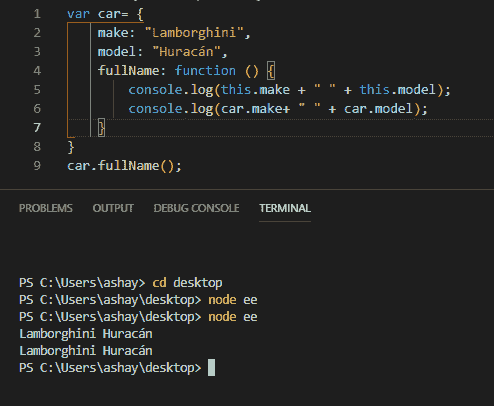 1 var car= {
2 make: "Lamborghini",
3 model: "Huracán",
4 fullName: function () {
5 console.log(this.make + " " + this.model);
6 console.log(car.make+ " " + car.model);
7 }
8 }
9 car.fullName();
PROBLEMS OUTPUT DEBUG CONSOLE TERMINAL
PS C:\Users\ashay> cd desktop
PS C:\Users\ashay\desktop> node ee
PS C:\Users\ashay\desktop> node ee
Lamborghini Huracán
Lamborghini Huracán
PS C:\Users\ashay\desktop>